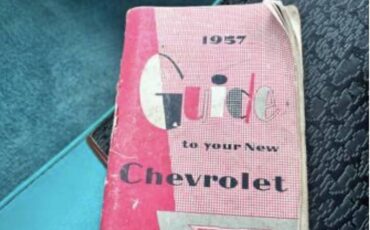 1957
Guide
to your New
Chevrolet